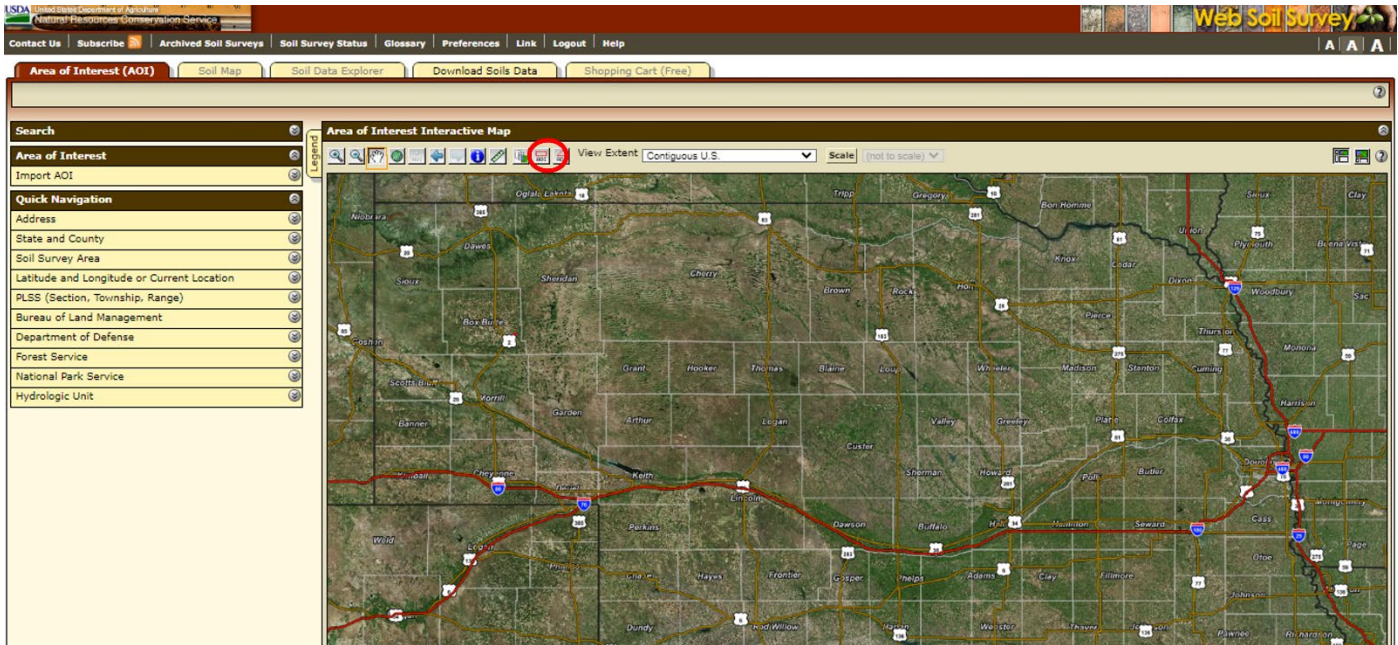 USDA United States Department of Agriculture
Natural Resources Conservation Service
Web Soil Survey
Contact Us Subscribe Archived Soil Surveys Soil Survey Status Glossary Preferences Link Logout Help
A A A
Area of Interest (AOI) Soil Map Soil Data Explorer Download Soils Data Shopping Cart (Free)
Search
Area of Interest
Import AOI
Quick Navigation
Address
State and County
Soil Survey Area
Latitude and Longitude or Current Location
PLSS (Section, Township, Range)
Bureau of Land Management
Department of Defense
Forest Service
National Park Service
Hydrologic Unit
Legend
Area of Interest Interactive Map
View Extent Contiguous U.S. Scale (not to scale)
Oglala Lakota Tripp Gregory Bon Homme Sioux Clay
Niobrara Dawes Knox Cedar Union Plymouth Buena Vista
Sioux Sheridan Cherry Brown Rock Holt Dixon Woodbury Sac
Box Butte Pierce Thurston
Goshen Grant Hooker Thomas Blaine Loup Wheeler Madison Stanton Cuming Monona
Scotts Bluff Morrill Garden Harrison
Banner Arthur Logan Valley Greeley Platte Colfax
Custer
Kimball Cheyenne Deuel Keith Lincoln Sherman Howard Polk Butler Douglas
Montgomery
Weld Logan Perkins Dawson Buffalo Hall Hamilton Seward Cass
Otoe Page
Phillips Chase Hayes Frontier Gosper Phelps Adams Clay Fillmore Johnson
Dundy Red Willow Harlan Webster Thayer Jefferson Pawnee Richardson